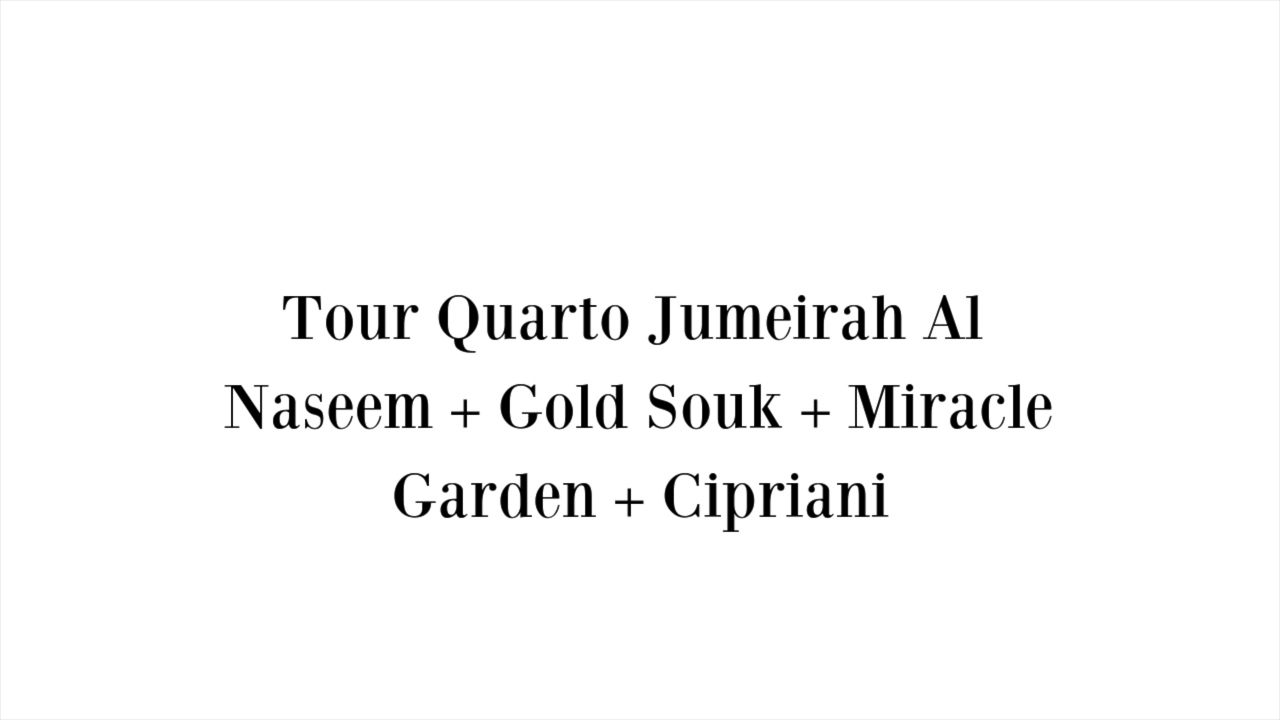 Tour Quarto Jumeirah Al
Naseem + Gold Souk + Miracle
Garden + Cipriani